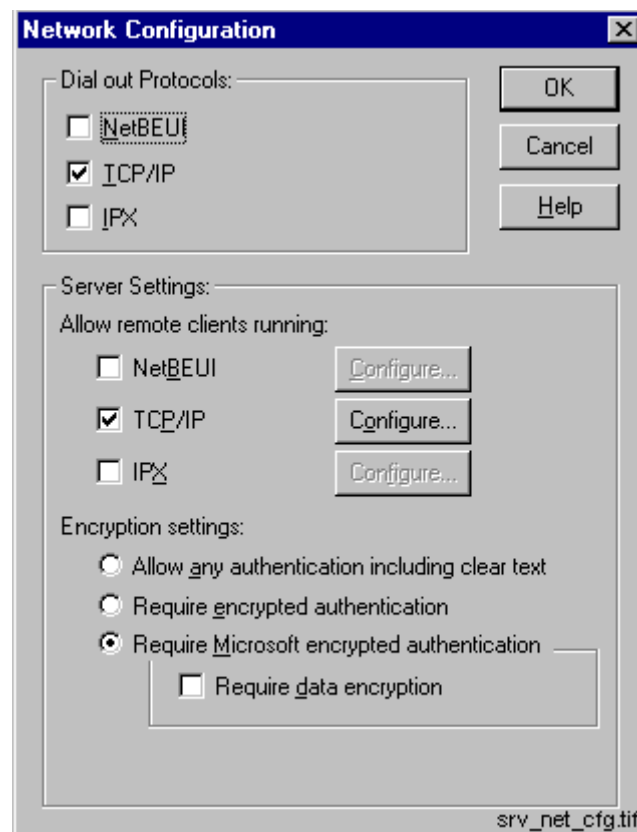 Network Configuration
Dial out Protocols:
NetBEUI
TCP/IP
IPX
OK
Cancel
Help
Server Settings:
Allow remote clients running:
NetBEUI Configure...
TCP/IP Configure...
IPX Configure...
Encryption settings:
Allow any authentication including clear text
Require encrypted authentication
Require Microsoft encrypted authentication
Require data encryption
srv_net_cfg.tif